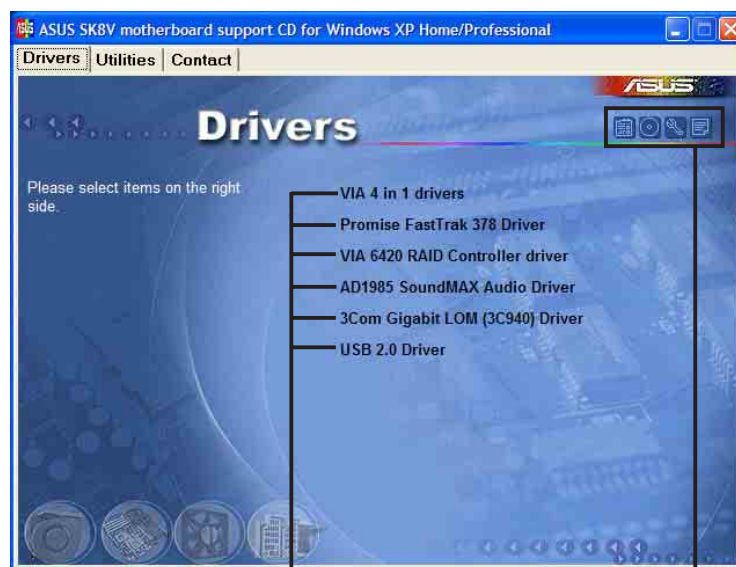 ASUS SK8V motherboard support CD for Windows XP Home/Professional
Drivers Utilities Contact
ASUS
Drivers
Please select items on the right
side.
VIA 4 in 1 drivers
Promise FastTrak 378 Driver
VIA 6420 RAID Controller driver
AD1985 SoundMAX Audio Driver
3Com Gigabit LOM (3C940) Driver
USB 2.0 Driver